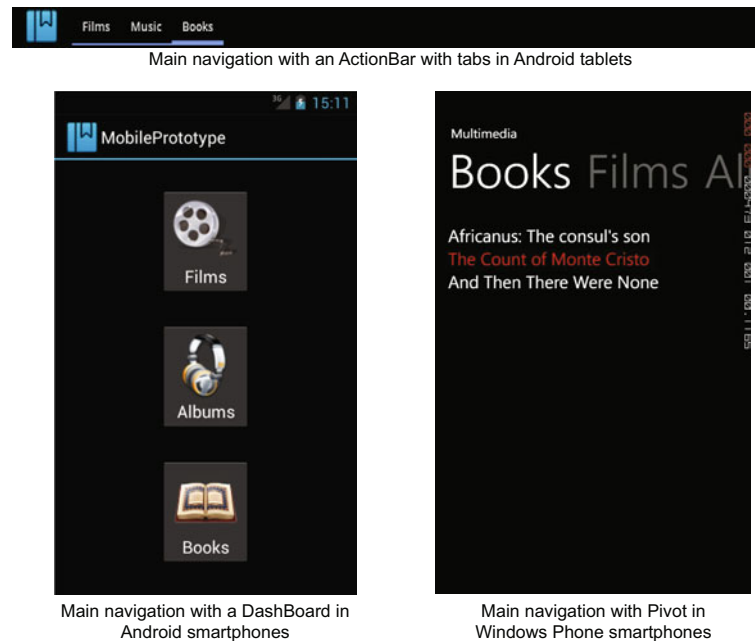 Films Music Books
Main navigation with an ActionBar with tabs in Android tablets
3G 15:11
MobilePrototype
Films
Albums
Books
Main navigation with a DashBoard in
Android smartphones
Multimedia
Books Films Al
Africanus: The consul's son
The Count of Monte Cristo
And Then There Were None
Main navigation with Pivot in
Windows Phone smartphones